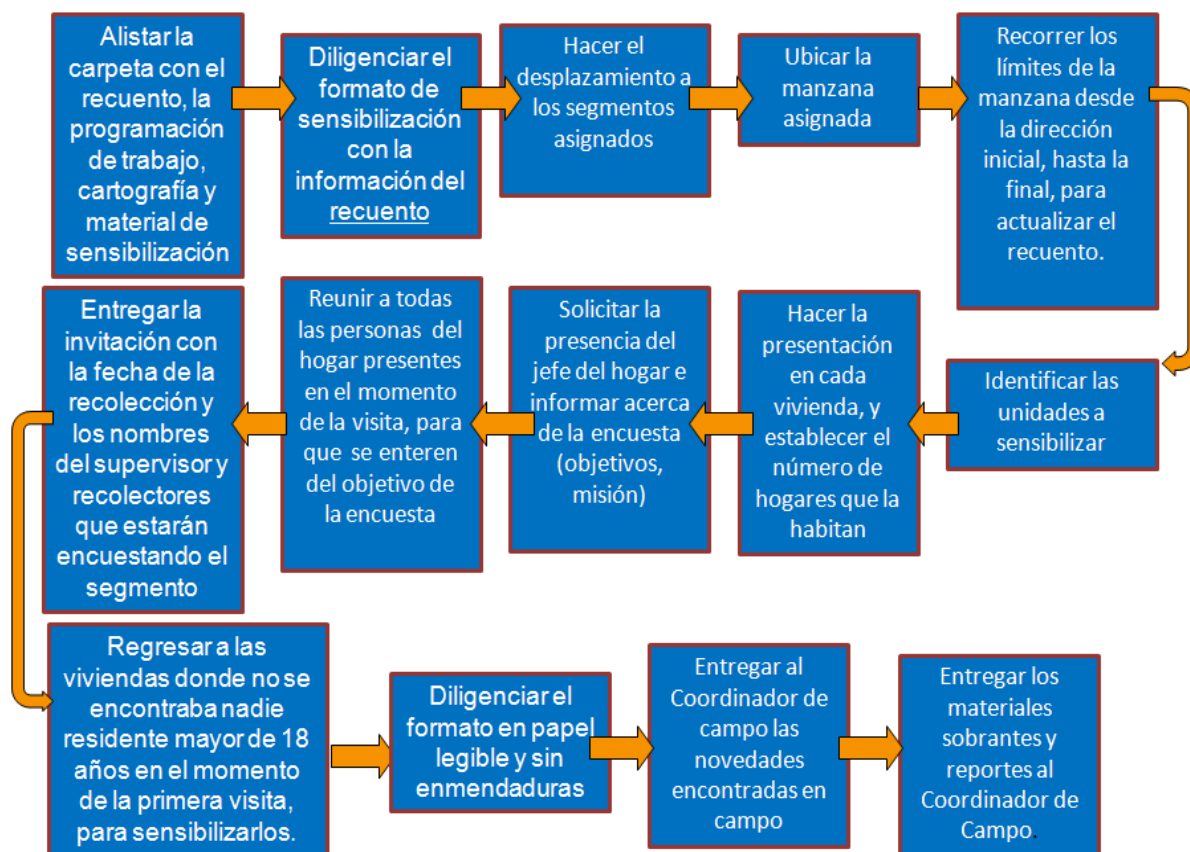 Alistar la
carpeta con el
recuento, la
programación
de trabajo,
cartografía y
material de
sensibilización
Diligenciar el
formato de
sensibilización
con la
información del
recuento
Hacer el
desplazamiento a
los segmentos
asignados
Ubicar la
manzana
asignada
Recorrer los
límites de la
manzana desde
la dirección
inicial, hasta la
final, para
actualizar el
recuento.
Identificar las
unidades a
sensibilizar
Hacer la
presentación
en cada
vivienda, y
establecer el
número de
hogares que la
habitan
Solicitar la
presencia del
jefe del hogar e
informar acerca
de la encuesta
(objetivos,
misión)
Reunir a todas
las personas del
hogar presentes
en el momento
de la visita, para
que se enteren
del objetivo de
la encuesta
Entregar la
invitación con
la fecha de la
recolección y
los nombres
del supervisor y
recolectores
que estarán
encuestando el
segmento
Regresar a las
viviendas donde no se
encontraba nadie
residente mayor de 18
años en el momento
de la primera visita,
para sensibilizarlos.
Diligenciar el
formato en papel
legible y sin
enmendaduras
Entregar al
Coordinador de
campo las
novedades
encontradas en
campo
Entregar los
materiales
sobrantes y
reportes al
Coordinador de
Campo.